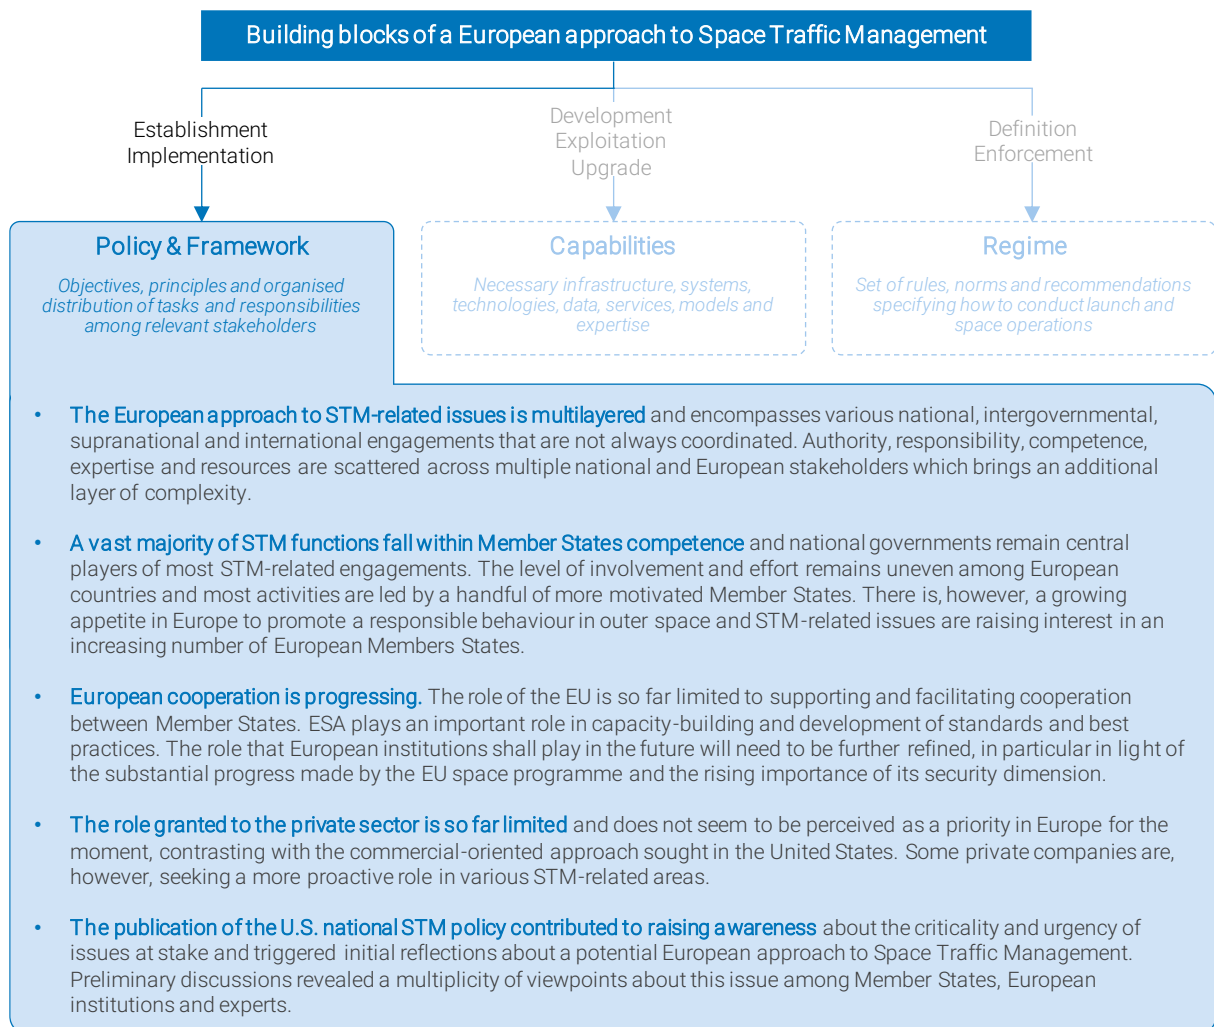 Building blocks of a European approach to Space Traffic Management
Establishment
Implementation
Development
Exploitation
Upgrade
Definition
Enforcement
Policy & Framework
Objectives, principles and organised
distribution of tasks and responsibilities
among relevant stakeholders
Capabilities
Necessary infrastructure, systems,
technologies, data, services, models and
expertise
Regime
Set of rules, norms and recommendations
specifying how to conduct launch and
space operations
• The European approach to STM-related issues is multilayered and encompasses various national, intergovernmental,
supranational and international engagements that are not always coordinated. Authority, responsibility, competence,
expertise and resources are scattered across multiple national and European stakeholders which brings an additional
layer of complexity.
• A vast majority of STM functions fall within Member States competence and national governments remain central
players of most STM-related engagements. The level of involvement and effort remains uneven among European
countries and most activities are led by a handful of more motivated Member States. There is, however, a growing
appetite in Europe to promote a responsible behaviour in outer space and STM-related issues are raising interest in an
increasing number of European Members States.
• European cooperation is progressing. The role of the EU is so far limited to supporting and facilitating cooperation
between Member States. ESA plays an important role in capacity-building and development of standards and best
practices. The role that European institutions shall play in the future will need to be further refined, in particular in light of
the substantial progress made by the EU space programme and the rising importance of its security dimension.
• The role granted to the private sector is so far limited and does not seem to be perceived as a priority in Europe for the
moment, contrasting with the commercial-oriented approach sought in the United States. Some private companies are,
however, seeking a more proactive role in various STM-related areas.
• The publication of the U.S. national STM policy contributed to raising awareness about the criticality and urgency of
issues at stake and triggered initial reflections about a potential European approach to Space Traffic Management.
Preliminary discussions revealed a multiplicity of viewpoints about this issue among Member States, European
institutions and experts.